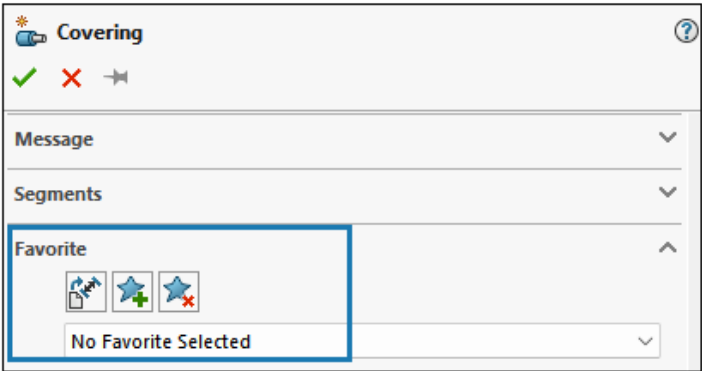 Covering
Message
Segments
Favorite
No Favorite Selected